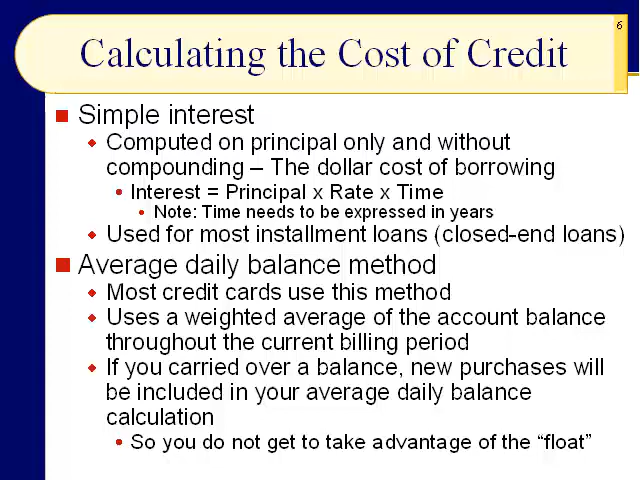 6
Calculating the Cost of Credit
Simple interest
Computed on principal only and without
compounding – The dollar cost of borrowing
Interest = Principal x Rate x Time
Note: Time needs to be expressed in years
Used for most installment loans (closed-end loans)
Average daily balance method
Most credit cards use this method
Uses a weighted average of the account balance
throughout the current billing period
If you carried over a balance, new purchases will
be included in your average daily balance
calculation
So you do not get to take advantage of the “float”